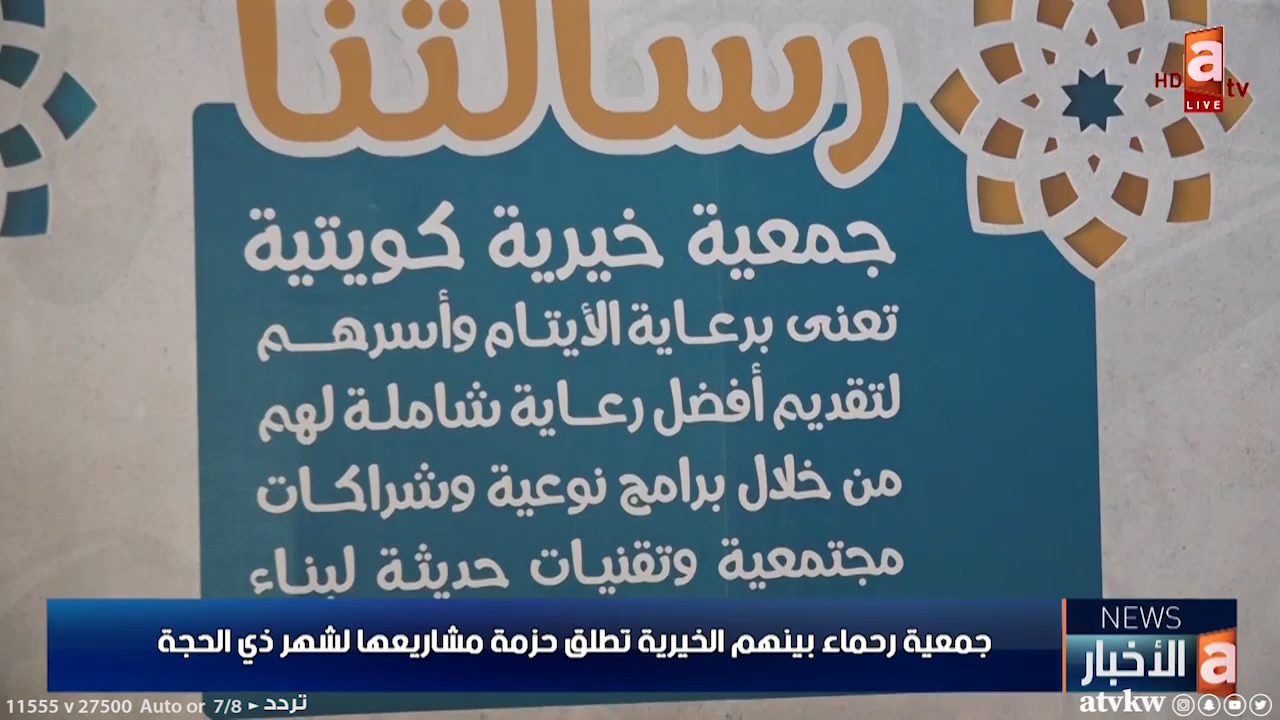 رسالتنا
جمعية خيرية كويتية
تعنى برعاية الأيتام وأسرهم
لتقديم أفضل رعاية شاملة لهم
من خلال برامج نوعية وشراكات
مجتمعية وتقنيات حديثة لبناء
HD a tv
LIVE
جمعية رحماء بينهم الخيرية تطلق حزمة مشاريعها لشهر ذي الحجة
NEWS
الأخبار a
11555 v 27500 Auto or 7/8 ► تردد
atvkw